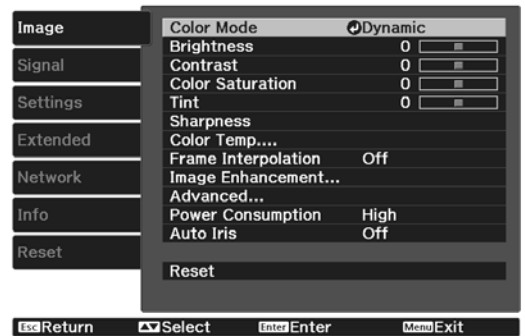 Image
Signal
Settings
Extended
Network
Info
Reset
Color Mode Dynamic
Brightness 0
Contrast 0
Color Saturation 0
Tint 0
Sharpness
Color Temp....
Frame Interpolation Off
Image Enhancement...
Advanced...
Power Consumption High
Auto Iris Off
Reset
Esc Return Select Enter Enter Menu Exit